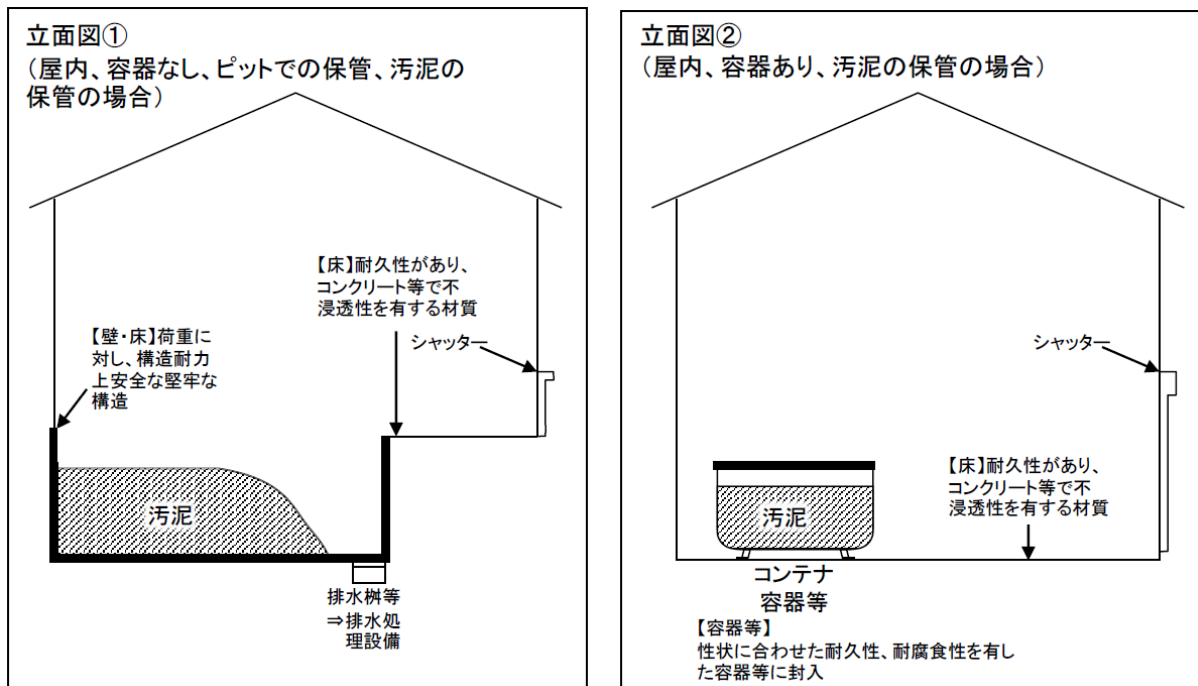 立面図①
（屋内、容器なし、ピットでの保管、汚泥の
保管の場合）
【床】耐久性があり、
コンクリート等で不
浸透性を有する材質
シャッター
【壁・床】荷重に
対し、構造耐力
上安全な堅牢な
構造
汚泥
排水桝等
⇒排水処
理設備
立面図②
（屋内、容器あり、汚泥の保管の場合）
シャッター
【床】耐久性があり、
コンクリート等で不
浸透性を有する材質
汚泥
コンテナ
容器等
【容器等】
性状に合わせた耐久性、耐腐食性を有し
た容器等に封入